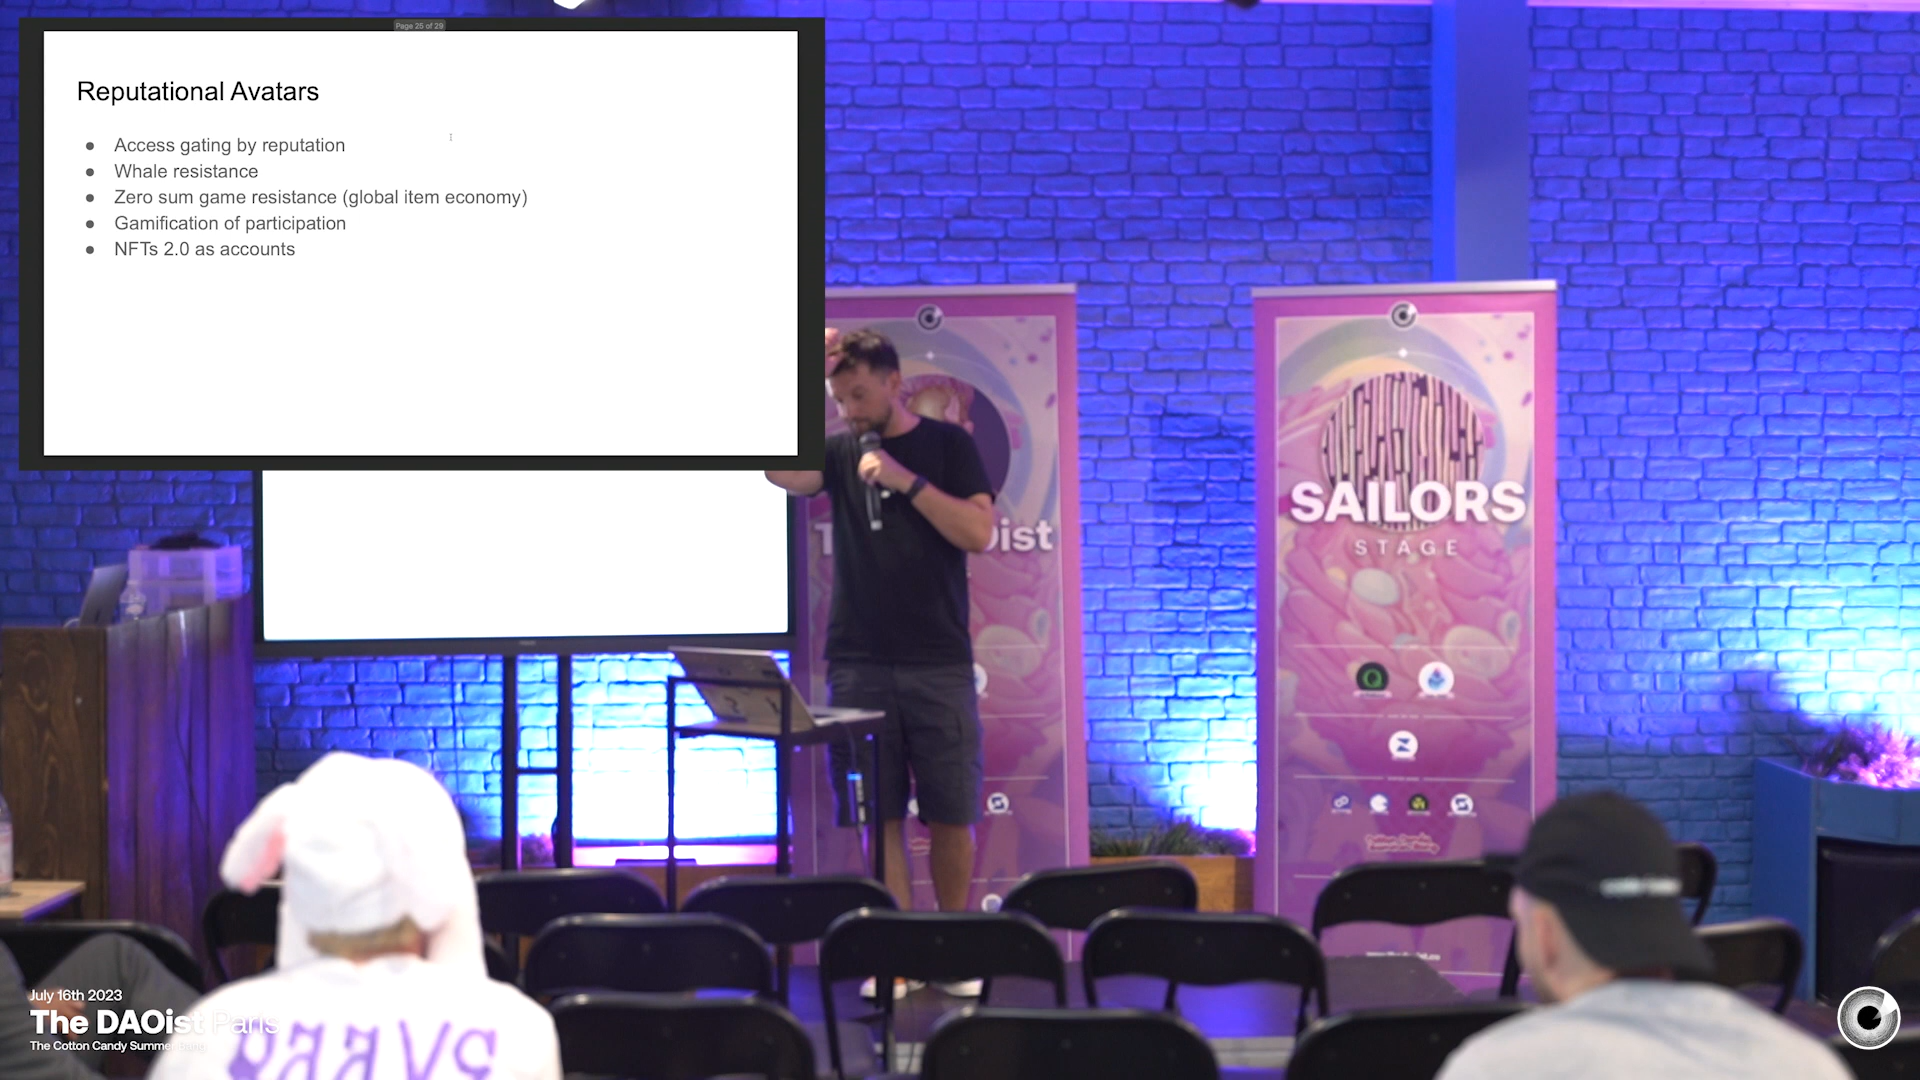 Page 25 of 29
Reputational Avatars
● Access gating by reputation
● Whale resistance
● Zero sum game resistance (global item economy)
● Gamification of participation
● NFTs 2.0 as accounts
SAILORS
STAGE
July 16th 2023
The DAOist Paris
The Cotton Candy Summer